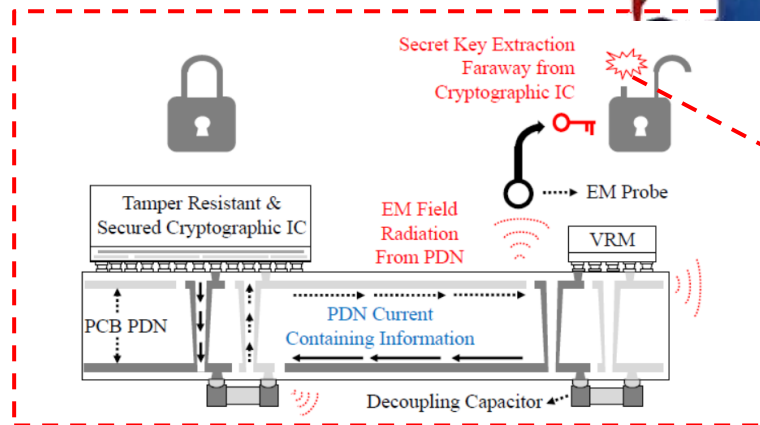 Secret Key Extraction
Faraway from
Cryptographic IC
Tamper Resistant &
Secured Cryptographic IC
EM Field
Radiation
From PDN
EM Probe
VRM
PCB PDN
PDN Current
Containing Information
Decoupling Capacitor